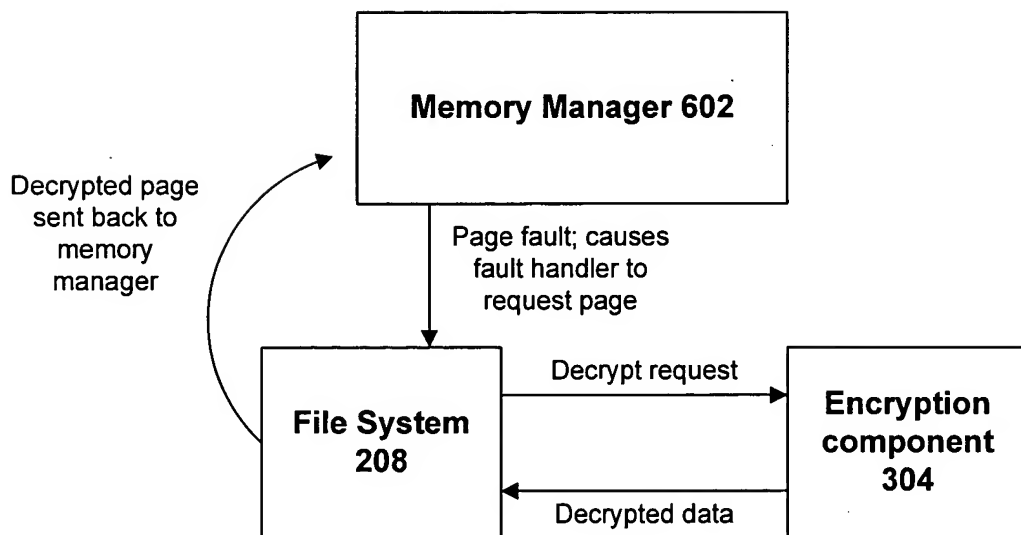 Memory Manager 602
Decrypted page
sent back to
memory
manager
Page fault; causes
fault handler to
request page
Decrypt request
File System
208
Encryption
component
304
Decrypted data